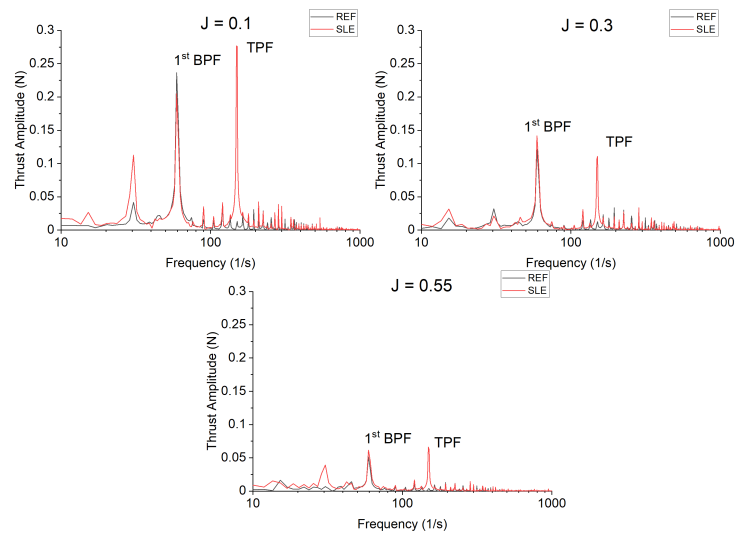 J = 0.1
REF
SLE
0.3
0.25
0.2
0.15
0.1
0.05
0
Thrust Amplitude (N)
1st BPF
TPF
10
100
1000
Frequency (1/s)
J = 0.3
REF
SLE
0.3
0.25
0.2
0.15
0.1
0.05
0
Thrust Amplitude (N)
1st BPF
TPF
10
100
1000
Frequency (1/s)
J = 0.55
REF
SLE
0.3
0.25
0.2
0.15
0.1
0.05
0
Thrust Amplitude (N)
1st BPF
TPF
10
100
1000
Frequency (1/s)